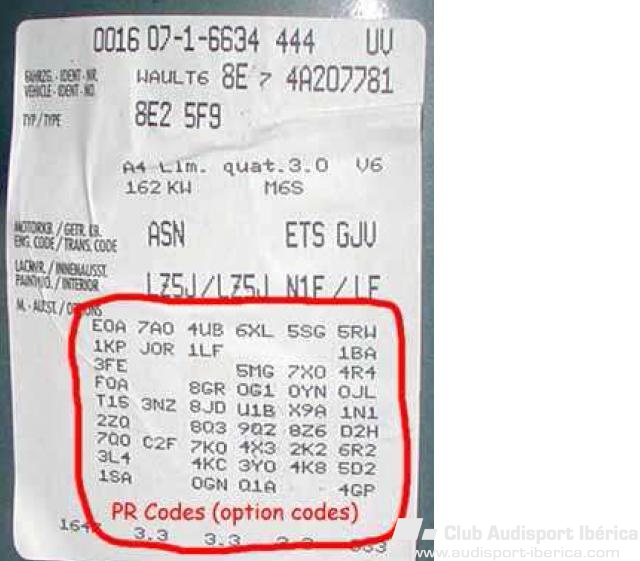 0016 07-1-6634 444 UV
FAHRZG.-IDENT-NR.
VEHICLE-IDENT-NO.
WAULT6 8E 7 4A207781
TYP/TYPE 8E2 5F9
A4 Lim. quat.3.0 V6
162 KW M6S
MOTORKB./GETR.KB.
ENG. CODE/TRANS. CODE
ASN ETS GJV
LACKNR./INNENAUSST.
PAINTNO./INTERIOR
LZ5J/LZ5J N1F/LF
M.-AUSST./OPTIONS
E0A 7A0 4UB 6XL 5SG 5RW
1KP J0R 1LF 1BA
3FE 5MG 7X0 4R4
F0A 8GR 0G1 0YN 0JL
T15 3NZ 8JD U1B X9A 1N1
2Z0 8Q3 9Q2 8Z6 D2H
7Q0 C2F 7K0 4X3 2K2 6R2
3L4 4KC 3Y0 4K8 5D2
1SA 0GN Q1A 4GP
PR Codes (option codes)
3.3 3.3
Club Audisport Ibérica
www.audisport-iberica.com